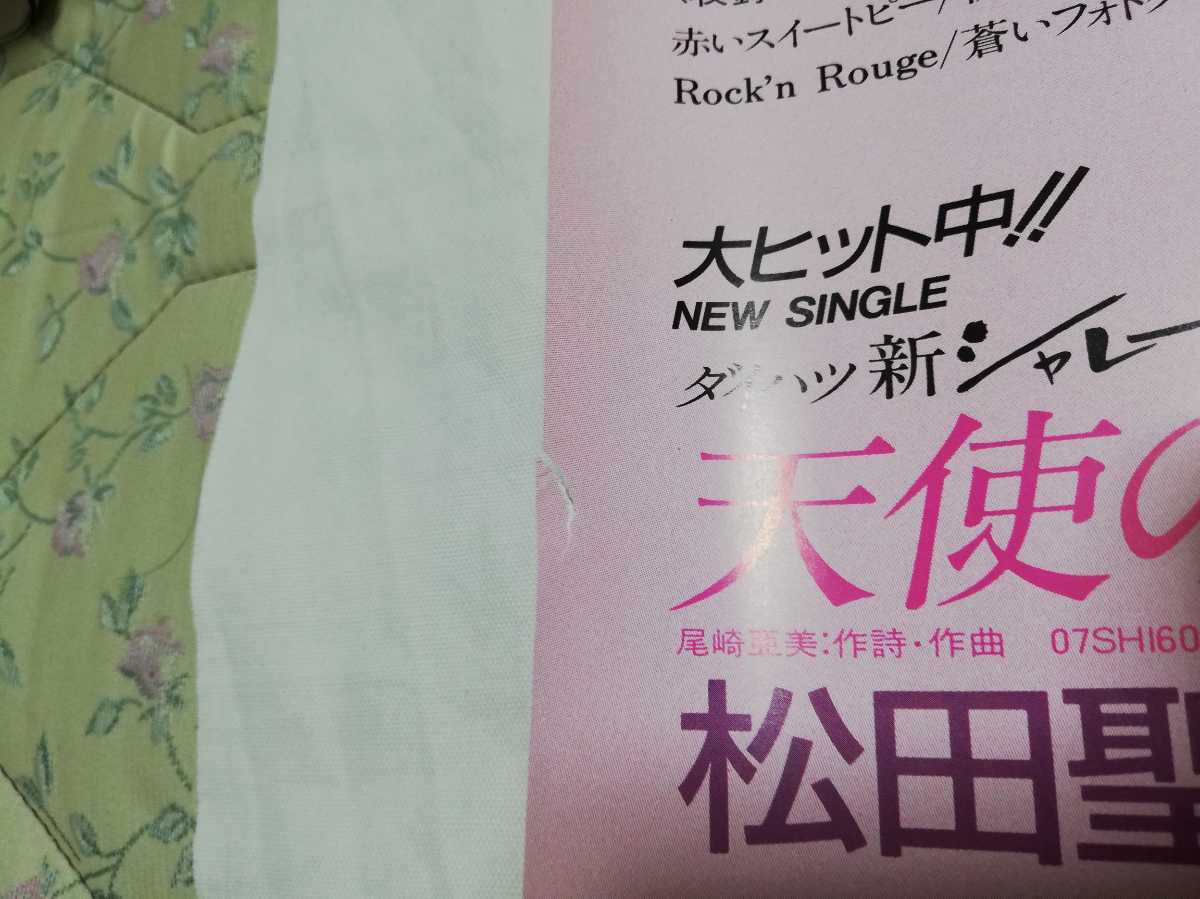 赤いスイートピー/
Rock'n Rouge/蒼いフォト
大ヒット中!!
NEW SINGLE
ダイハツ 新シャレー
天使の
尾崎亜美:作詩・作曲 07SHI60
松田聖